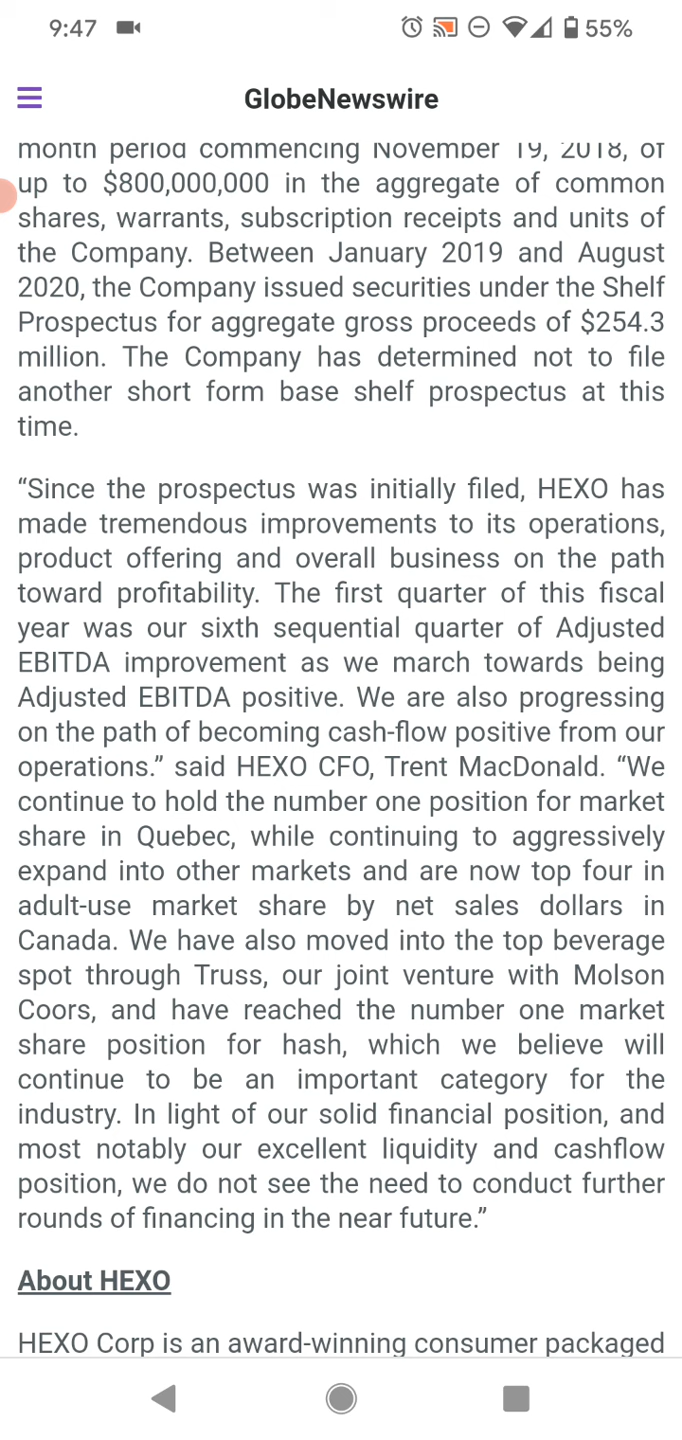 9:47
55%
GlobeNewswire
month period commencing November 19, 2018, of
up to $800,000,000 in the aggregate of common
shares, warrants, subscription receipts and units of
the Company. Between January 2019 and August
2020, the Company issued securities under the Shelf
Prospectus for aggregate gross proceeds of $254.3
million. The Company has determined not to file
another short form base shelf prospectus at this
time.
“Since the prospectus was initially filed, HEXO has
made tremendous improvements to its operations,
product offering and overall business on the path
toward profitability. The first quarter of this fiscal
year was our sixth sequential quarter of Adjusted
EBITDA improvement as we march towards being
Adjusted EBITDA positive. We are also progressing
on the path of becoming cash-flow positive from our
operations.” said HEXO CFO, Trent MacDonald. “We
continue to hold the number one position for market
share in Quebec, while continuing to aggressively
expand into other markets and are now top four in
adult-use market share by net sales dollars in
Canada. We have also moved into the top beverage
spot through Truss, our joint venture with Molson
Coors, and have reached the number one market
share position for hash, which we believe will
continue to be an important category for the
industry. In light of our solid financial position, and
most notably our excellent liquidity and cashflow
position, we do not see the need to conduct further
rounds of financing in the near future.”
About HEXO
HEXO Corp is an award-winning consumer packaged